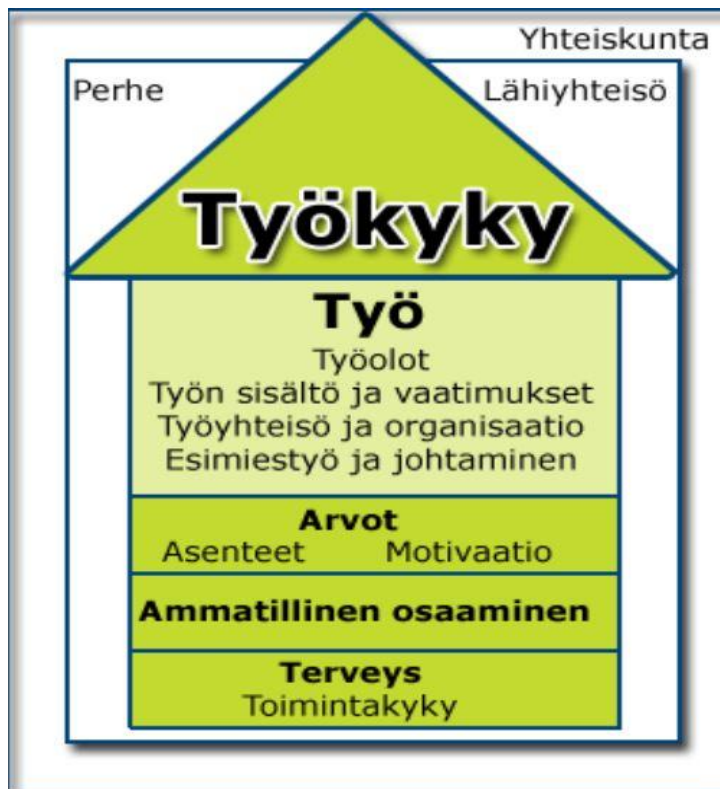 Yhteiskunta
Perhe
Lähiyhteisö
Työkyky
Työ
Työolot
Työn sisältö ja vaatimukset
Työyhteisö ja organisaatio
Esimiestyö ja johtaminen
Arvot
Asenteet Motivaatio
Ammatillinen osaaminen
Terveys
Toimintakyky